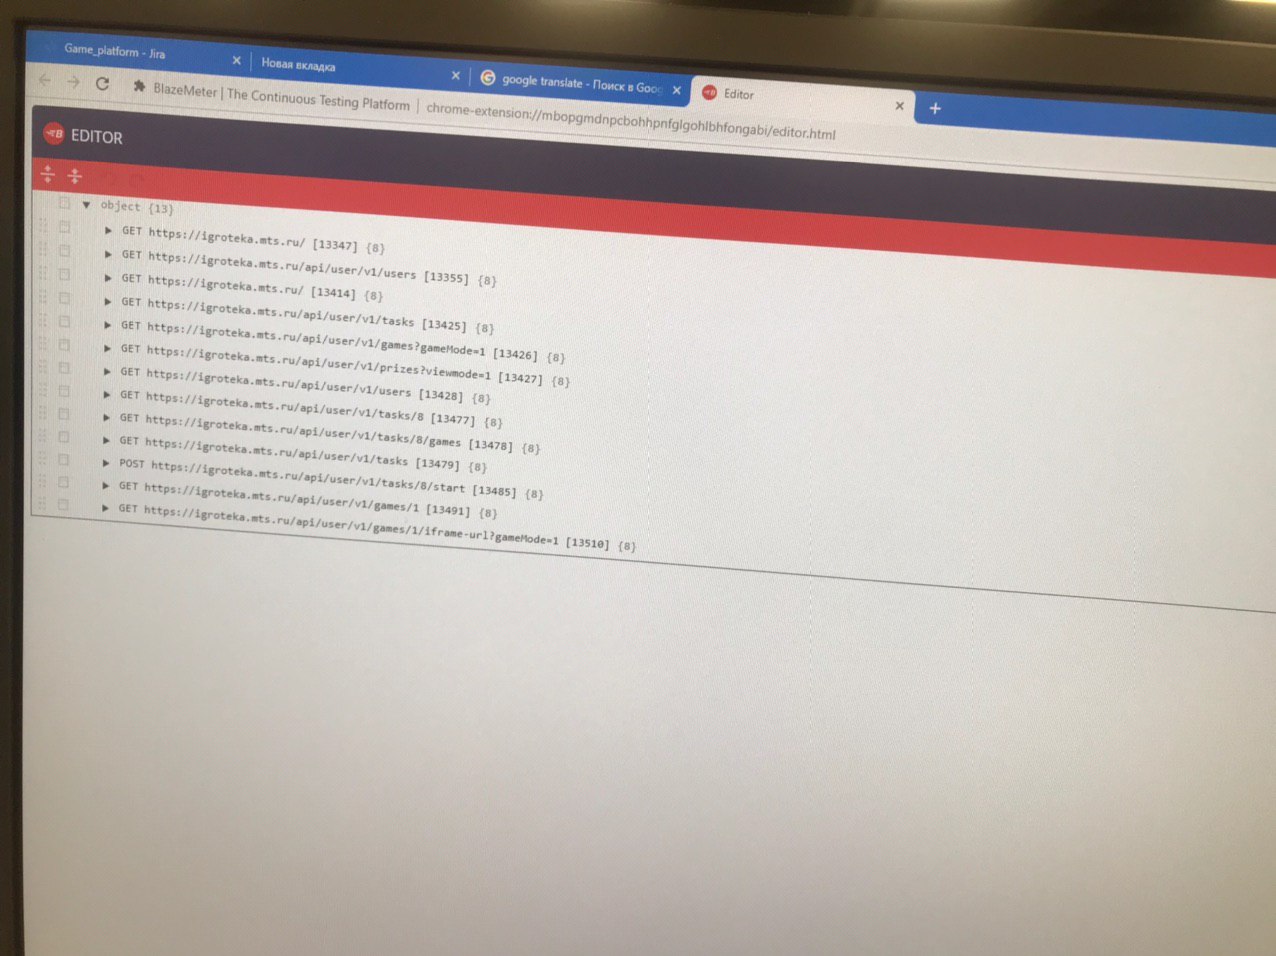 Game_platform - Jira
Новая вкладка
google translate - Поиск в Goo
Editor
BlazeMeter | The Continuous Testing Platform | chrome-extension://mbopgmdnpcbohhpnfglgohlbhfongabi/editor.html
EDITOR
object {13}
GET https://igroteka.mts.ru/ [13347] {8}
GET https://igroteka.mts.ru/api/user/v1/users [13355] {8}
GET https://igroteka.mts.ru/ [13414] {8}
GET https://igroteka.mts.ru/api/user/v1/tasks [13425] {8}
GET https://igroteka.mts.ru/api/user/v1/games?gameMode=1 [13426] {8}
GET https://igroteka.mts.ru/api/user/v1/prizes?viewmode=1 [13427] {8}
GET https://igroteka.mts.ru/api/user/v1/users [13428] {8}
GET https://igroteka.mts.ru/api/user/v1/tasks/8 [13477] {8}
GET https://igroteka.mts.ru/api/user/v1/tasks/8/games [13478] {8}
GET https://igroteka.mts.ru/api/user/v1/tasks [13479] {8}
POST https://igroteka.mts.ru/api/user/v1/tasks/8/start [13485] {8}
GET https://igroteka.mts.ru/api/user/v1/games/1 [13491] {8}
GET https://igroteka.mts.ru/api/user/v1/games/1/iframe-url?gameMode=1 [13510] {8}